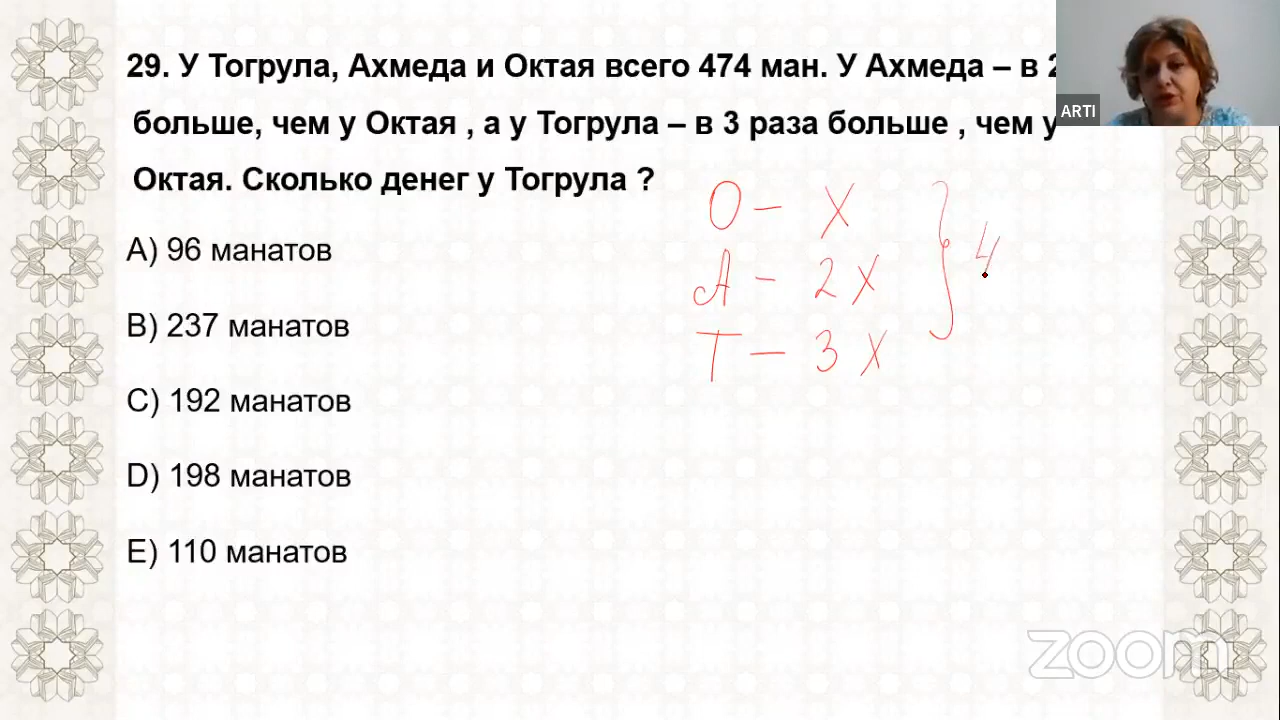 29. У Тогрула, Ахмеда и Октая всего 474 ман. У Ахмеда – в 2
больше, чем у Октая , а у Тогрула – в 3 раза больше , чем у
Октая. Сколько денег у Тогрула ?
A) 96 манатов
B) 237 манатов
C) 192 манатов
D) 198 манатов
E) 110 манатов
О – x
А – 2x
Т – 3x
4
ARTI
zoom